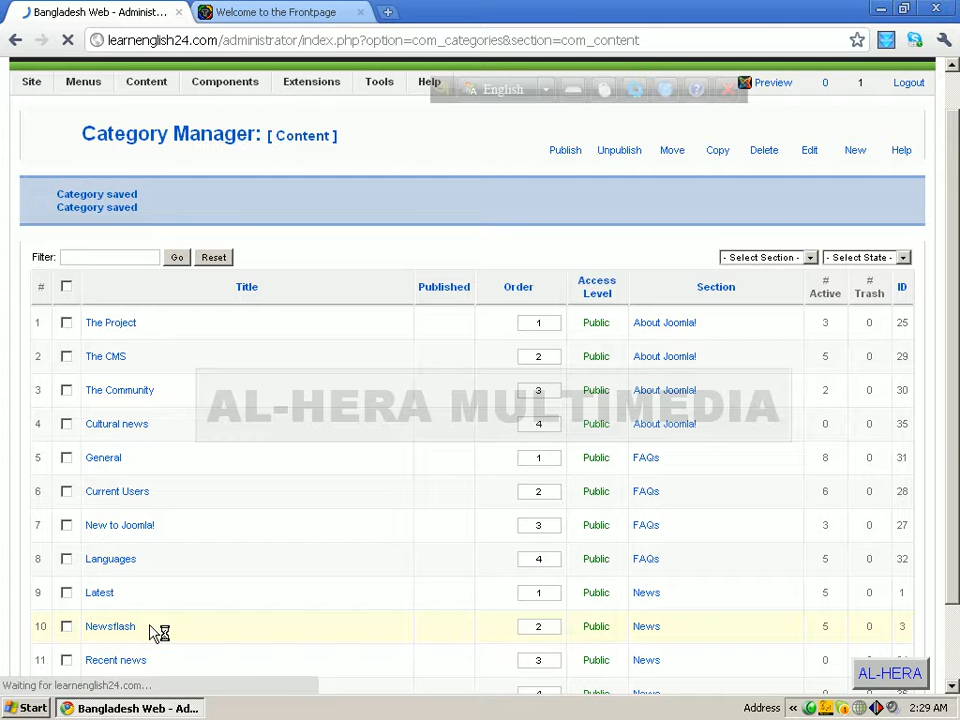 Bangladesh Web - Administ...
Welcome to the Frontpage
learnenglish24.com/administrator/index.php?option=com_categories&section=com_content
Site Menus Content Components Extensions Tools Help English Preview 0 1 Logout
Category Manager: [ Content ]
Publish Unpublish Move Copy Delete Edit New Help
Category saved
Category saved
Filter: Go Reset - Select Section - - Select State -
# Title Published Order Access Level Section # Active # Trash ID
1 The Project 1 Public About Joomla! 3 0 25
2 The CMS 2 Public About Joomla! 5 0 29
3 The Community 3 Public About Joomla! 2 0 30
AL-HERA MULTIMEDIA
4 Cultural news 4 Public About Joomla! 0 0 35
5 General 1 Public FAQs 8 0 31
6 Current Users 2 Public FAQs 6 0 28
7 New to Joomla! 3 Public FAQs 3 0 27
8 Languages 4 Public FAQs 5 0 32
9 Latest 1 Public News 5 0 1
10 Newsflash 2 Public News 5 0 3
11 Recent news 3 Public News 0
AL-HERA
Waiting for learnenglish24.com...
News
Start Bangladesh Web - Ad... Address « 2:29 AM